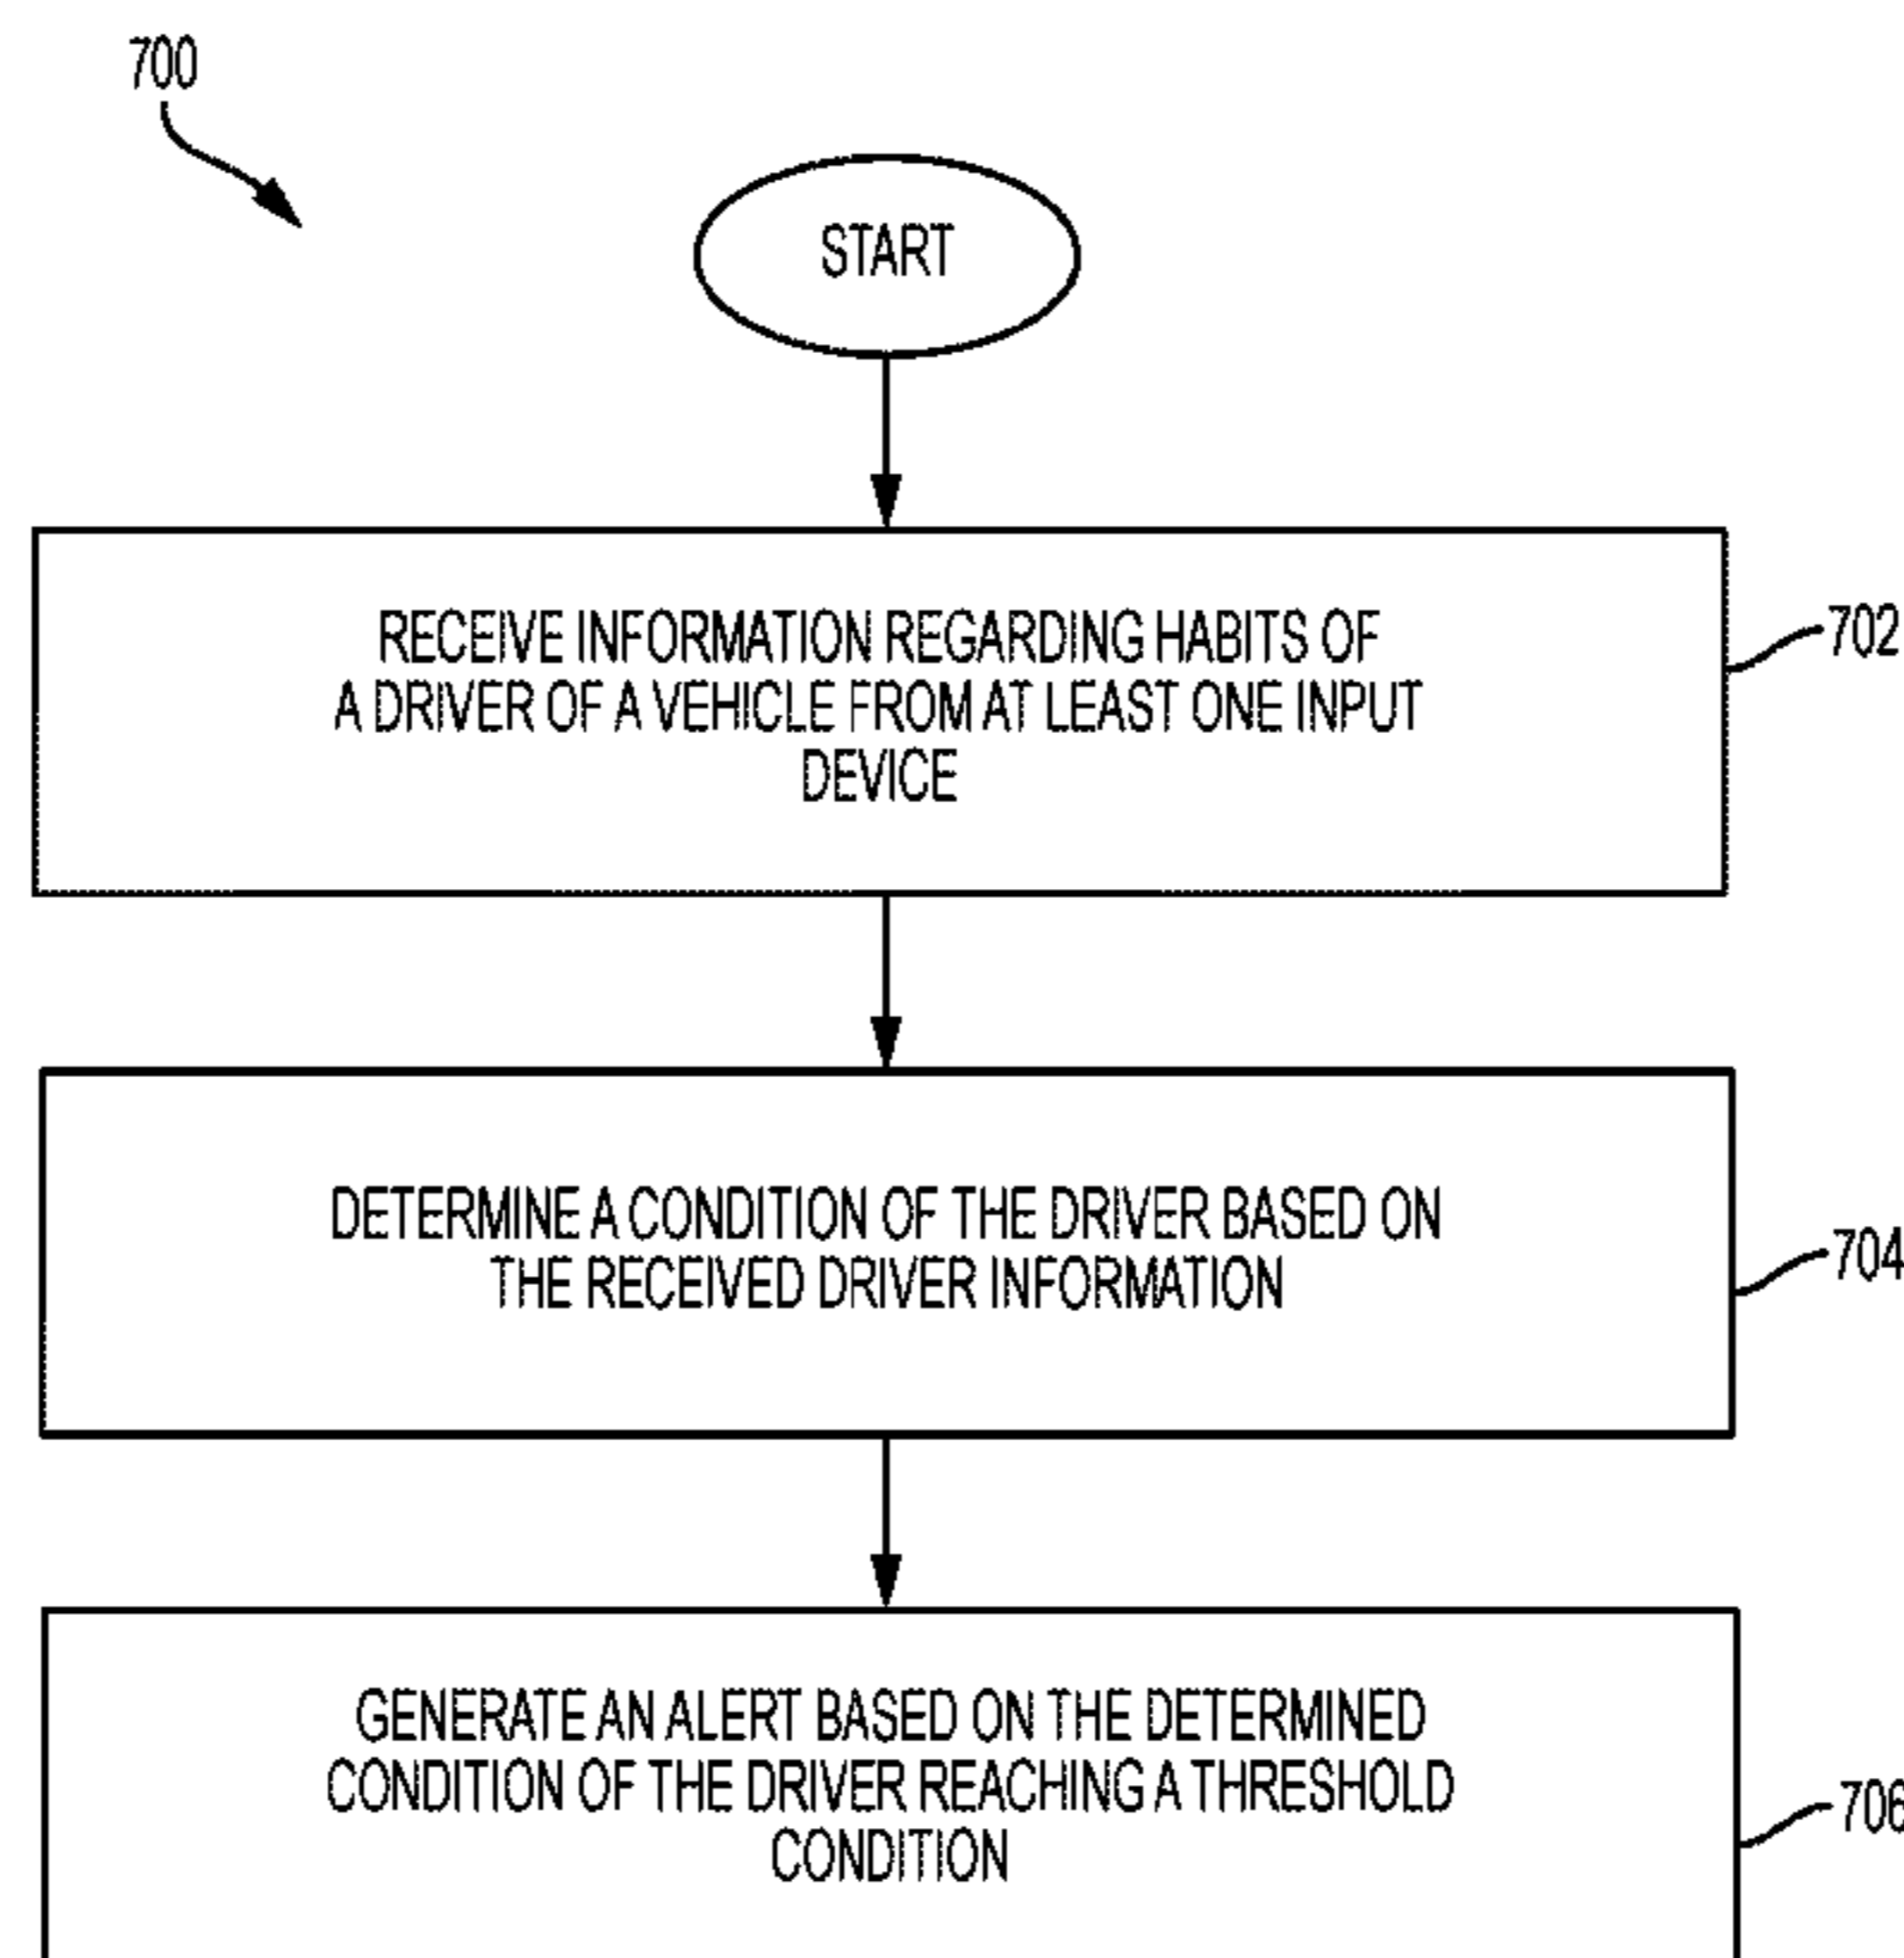 700
START
RECEIVE INFORMATION REGARDING HABITS OF
A DRIVER OF A VEHICLE FROM AT LEAST ONE INPUT
DEVICE
702
DETERMINE A CONDITION OF THE DRIVER BASED ON
THE RECEIVED DRIVER INFORMATION
704
GENERATE AN ALERT BASED ON THE DETERMINED
CONDITION OF THE DRIVER REACHING A THRESHOLD
CONDITION
706